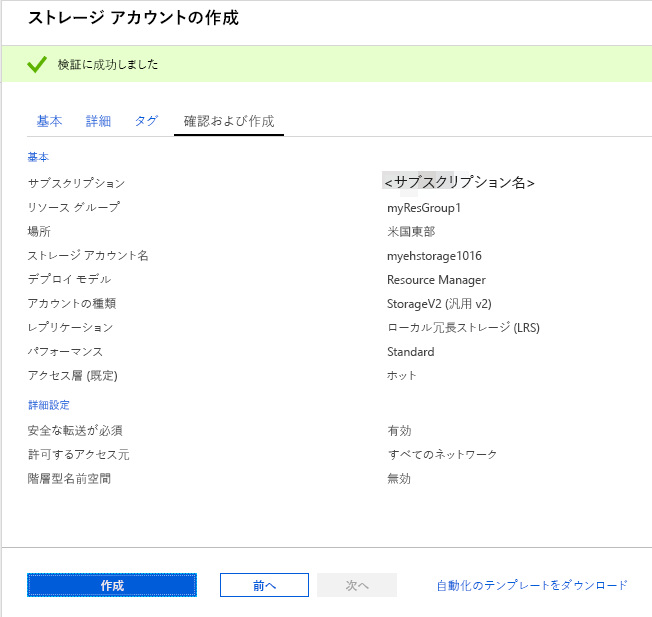 ストレージ アカウントの作成
検証に成功しました
基本 詳細 タグ 確認および作成
基本
サブスクリプション <サブスクリプション名>
リソース グループ myResGroup1
場所 米国東部
ストレージ アカウント名 myehstorage1016
デプロイ モデル Resource Manager
アカウントの種類 StorageV2 (汎用 v2)
レプリケーション ローカル冗長ストレージ (LRS)
パフォーマンス Standard
アクセス層 (既定) ホット
詳細設定
安全な転送が必須 有効
許可するアクセス元 すべてのネットワーク
階層型名前空間 無効
作成 前へ 次へ 自動化のテンプレートをダウンロード